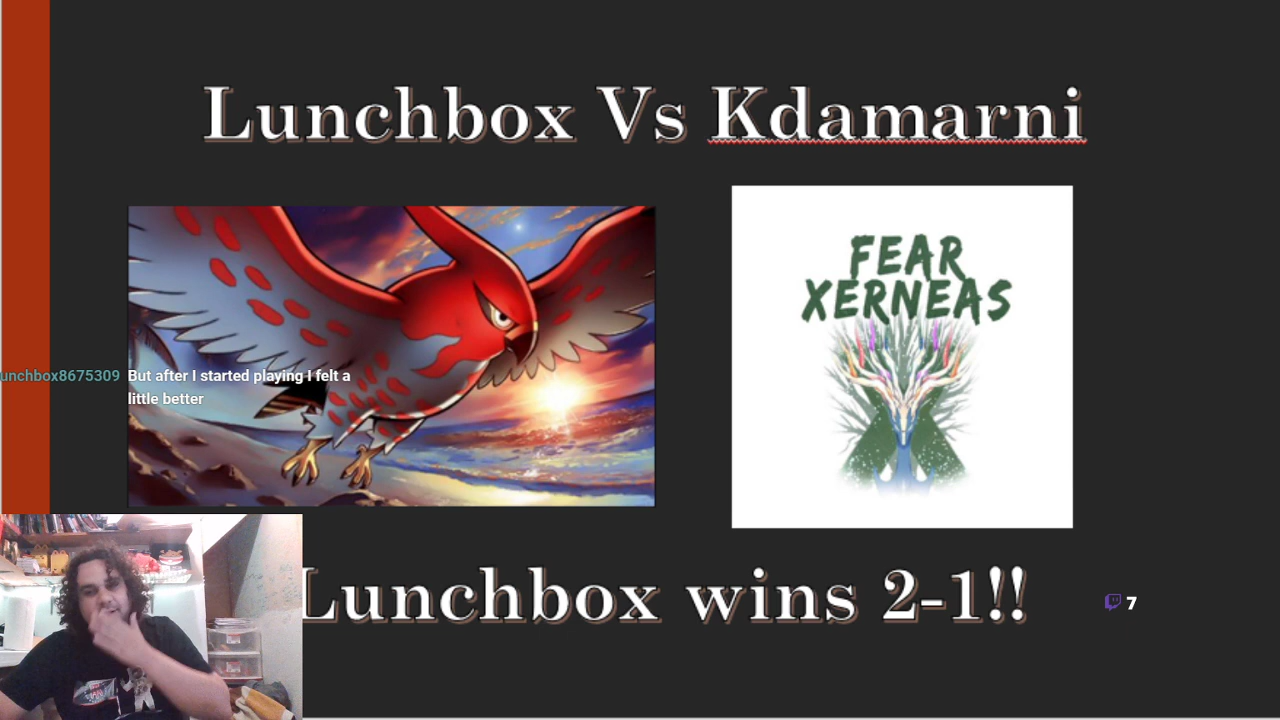 Lunchbox Vs Kdamarni
FEAR
XERNEAS
unchbox8675309 But after I started playing I felt a
little better
Lunchbox wins 2-1!!
7